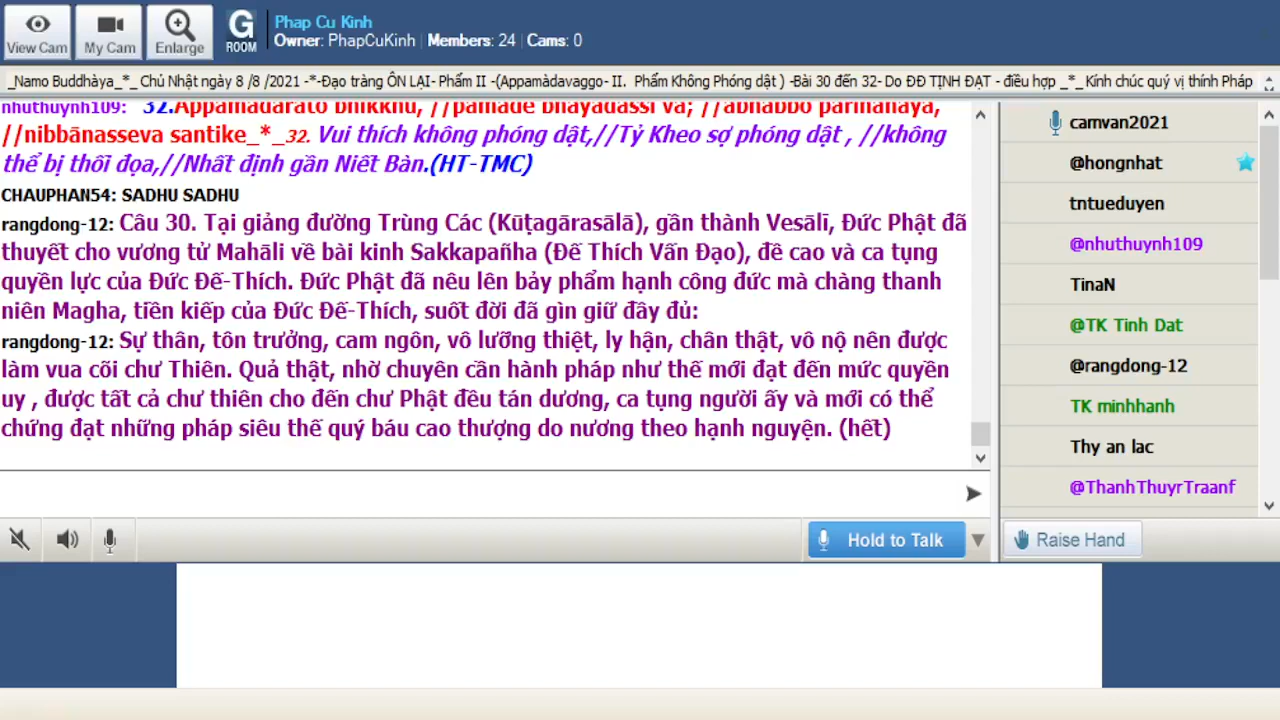 View Cam
My Cam
Enlarge
G
ROOM
Phap Cu Kinh
Owner: PhapCuKinh | Members: 24 | Cams: 0
_Namo Buddhàya_*_ Chủ Nhật ngày 8 /8 /2021 -*-Đạo tràng ÔN LẠI- Phẩm II -(Appamàdavaggo- II. Phẩm Không Phóng dật ) -Bài 30 đến 32- Do ĐĐ TỊNH ĐẠT - điều hợp _*_Kính chúc quý vị thính Pháp
nhuthuynh109: 32.Appamādarato bhikkhu, //pamāde bhayadassi vā; //abhabbo parihānāya,
//nibbānasseva santike_*_32. Vui thích không phóng dật,//Tỷ Kheo sợ phóng dật , //không
thể bị thối đọa,//Nhất định gần Niết Bàn.(HT-TMC)
CHAUPHAN54: SADHU SADHU
rangdong-12: Câu 30. Tại giảng đường Trùng Các (Kūṭagārasālā), gần thành Vesālī, Đức Phật đã
thuyết cho vương tử Mahāli về bài kinh Sakkapañha (Đế Thích Vấn Đạo), đề cao và ca tụng
quyền lực của Đức Đế-Thích. Đức Phật đã nêu lên bảy phẩm hạnh công đức mà chàng thanh
niên Magha, tiền kiếp của Đức Đế-Thích, suốt đời đã gìn giữ đầy đủ:
rangdong-12: Sự thân, tôn trưởng, cam ngôn, vô lưỡng thiệt, ly hận, chân thật, vô nộ nên được
làm vua cõi chư Thiên. Quả thật, nhờ chuyên cần hành pháp như thế mới đạt đến mức quyền
uy , được tất cả chư thiên cho đến chư Phật đều tán dương, ca tụng người ấy và mới có thể
chứng đạt những pháp siêu thế quý báu cao thượng do nương theo hạnh nguyện. (hết)
camvan2021
@hongnhat
tntueduyen
@nhuthuynh109
TinaN
@TK Tinh Dat
@rangdong-12
TK minhhanh
Thy an lac
@ThanhThuyrTraanf
Hold to Talk
Raise Hand